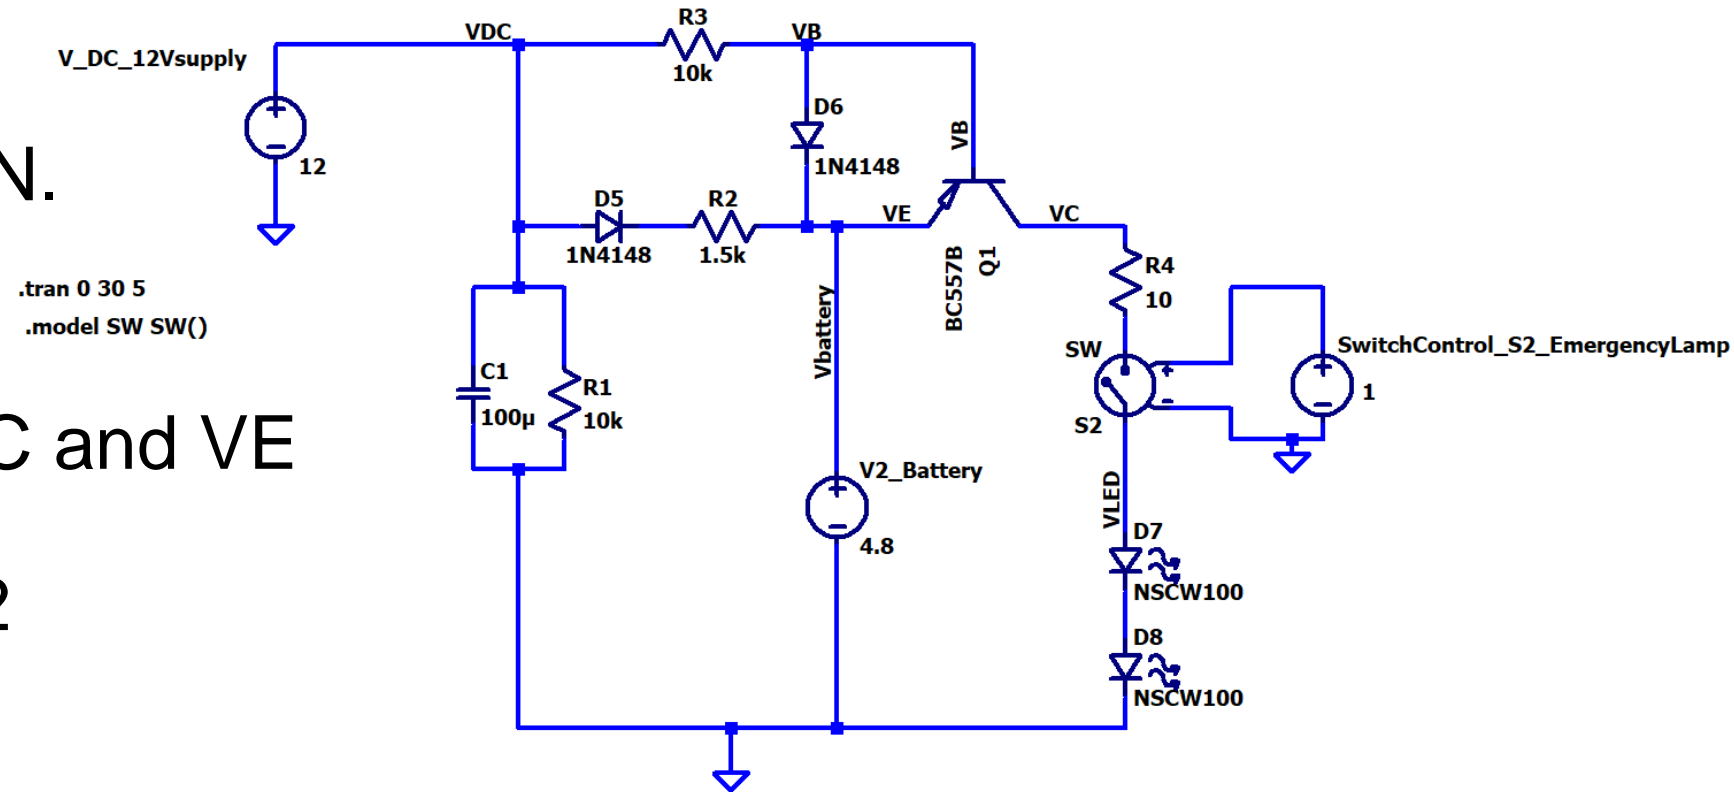 R3
VDC
VB
V_DC_12Vsupply
10k
D6
VB
N.
12
1N4148
D5
R2
VE
VC
1N4148
1.5k
BC557B
Q1
R4
.tran 0 30 5
10
.model SW SW()
Vbattery
SW
SwitchControl_S2_EmergencyLamp
C1
R1
1
100µ
10k
S2
C and VE
V2_Battery
VLED
D7
4.8
NSCW100
2
D8
NSCW100